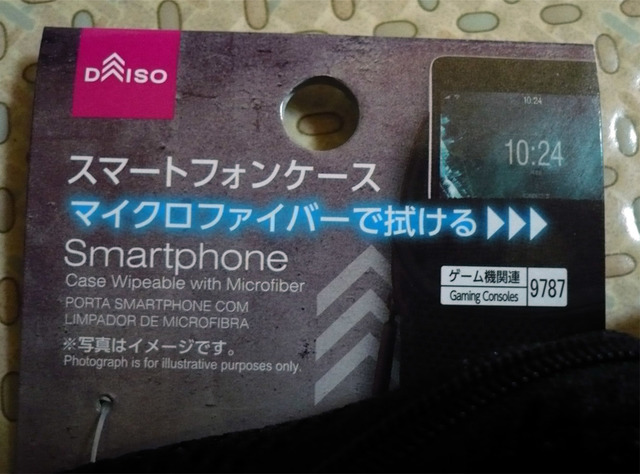 DAISO
10:24
10:24
スマートフォンケース
マイクロファイバーで拭ける
Smartphone
Case Wipeable with Microfiber
PORTA SMARTPHONE COM
LIMPADOR DE MICROFIBRA
ゲーム機関連
Gaming Consoles
9787
※写真はイメージです。
Photograph is for illustrative purposes only.